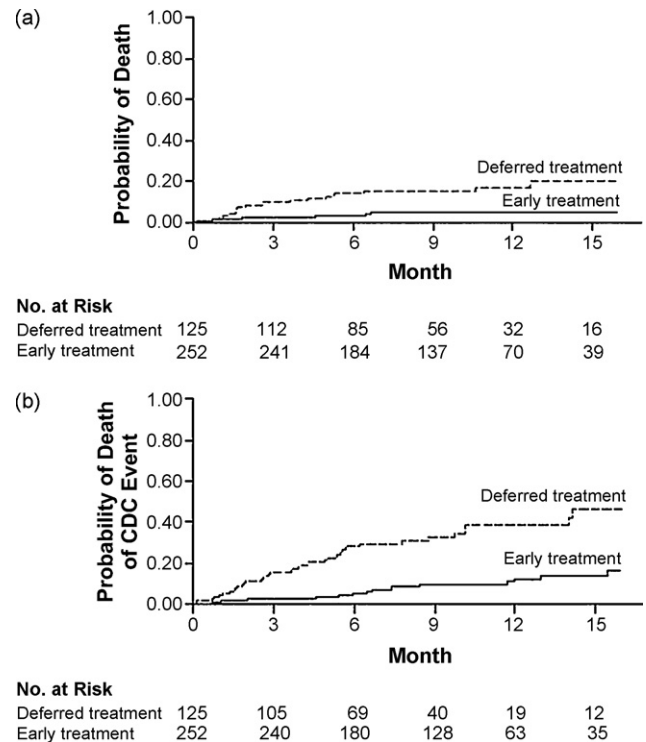 (a)
Probability of Death
1.00
0.80
0.60
0.40
0.20
0.00
Deferred treatment
Early treatment
0 3 6 9 12 15
Month
No. at Risk
Deferred treatment 125 112 85 56 32 16
Early treatment 252 241 184 137 70 39
(b)
Probability of Death
of CDC Event
1.00
0.80
0.60
0.40
0.20
0.00
Deferred treatment
Early treatment
0 3 6 9 12 15
Month
No. at Risk
Deferred treatment 125 105 69 40 19 12
Early treatment 252 240 180 128 63 35